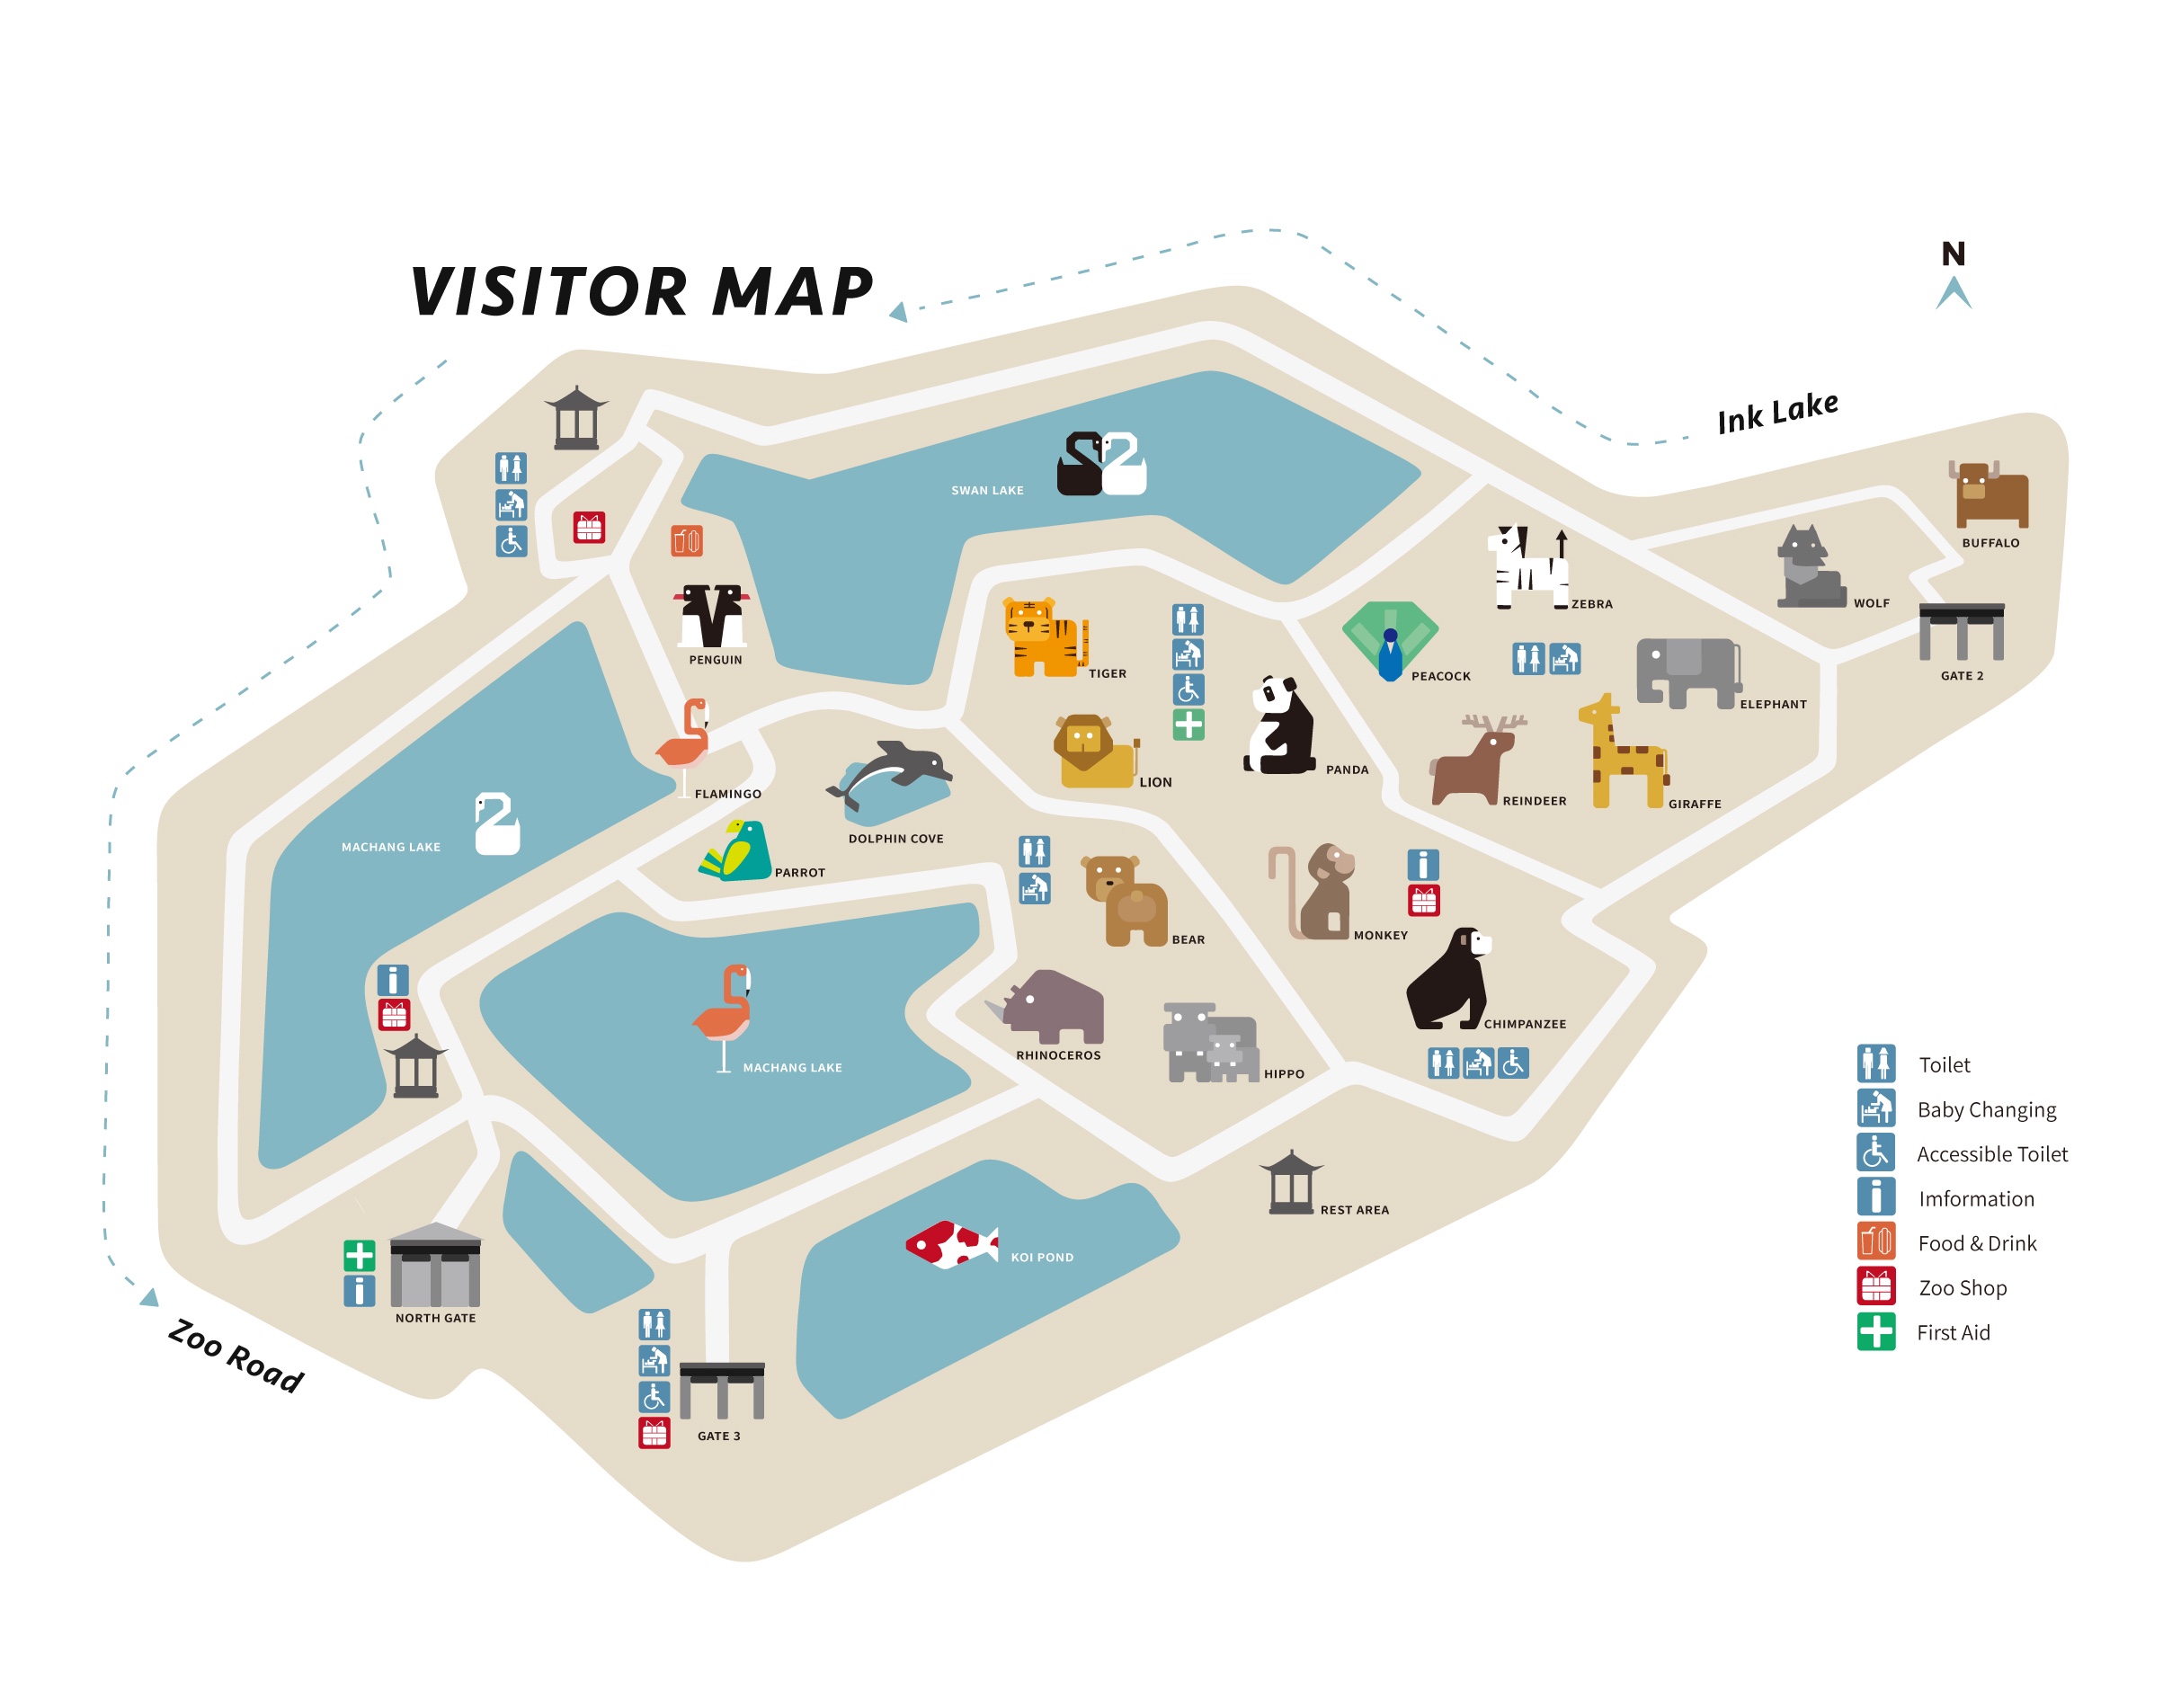 VISITOR MAP
N
Ink Lake
SWAN LAKE
BUFFALO
ZEBRA
WOLF
PENGUIN
TIGER
PEACOCK
GATE 2
ELEPHANT
FLAMINGO
LION
PANDA
REINDEER
GIRAFFE
MACHANG LAKE
DOLPHIN COVE
PARROT
BEAR
MONKEY
CHIMPANZEE
RHINOCEROS
HIPPO
MACHANG LAKE
REST AREA
KOI POND
NORTH GATE
Zoo Road
GATE 3
Toilet
Baby Changing
Accessible Toilet
Imformation
Food & Drink
Zoo Shop
First Aid